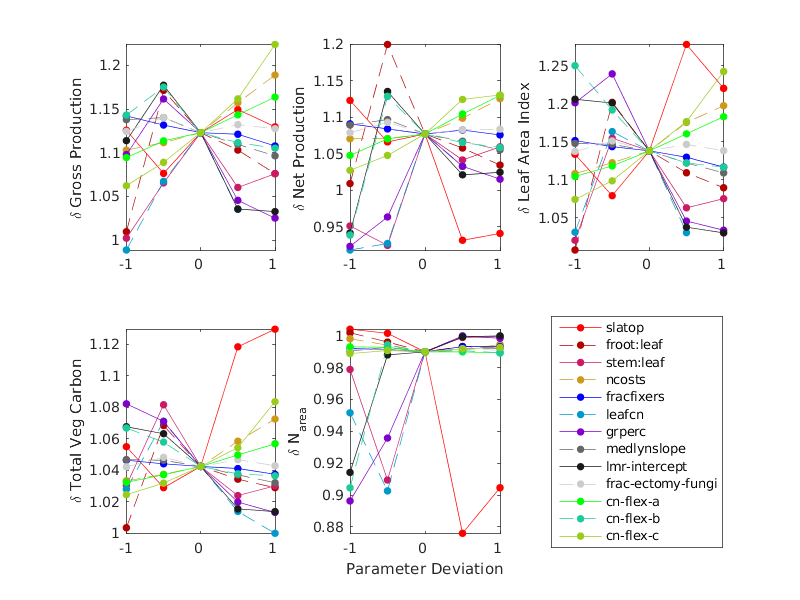 δ Gross Production
1.2
1.15
1.1
1.05
1
-1
0
1
δ Net Production
1.2
1.15
1.1
1.05
1
0.95
-1
0
1
δ Leaf Area Index
1.25
1.2
1.15
1.1
1.05
-1
0
1
δ Total Veg Carbon
1.12
1.1
1.08
1.06
1.04
1.02
1
-1
0
1
δ N_area
1
0.98
0.96
0.94
0.92
0.9
0.88
-1
0
1
Parameter Deviation
slatop
froot:leaf
stem:leaf
ncosts
fracfixers
leafcn
grperc
medlynslope
lmr-intercept
frac-ectomy-fungi
cn-flex-a
cn-flex-b
cn-flex-c